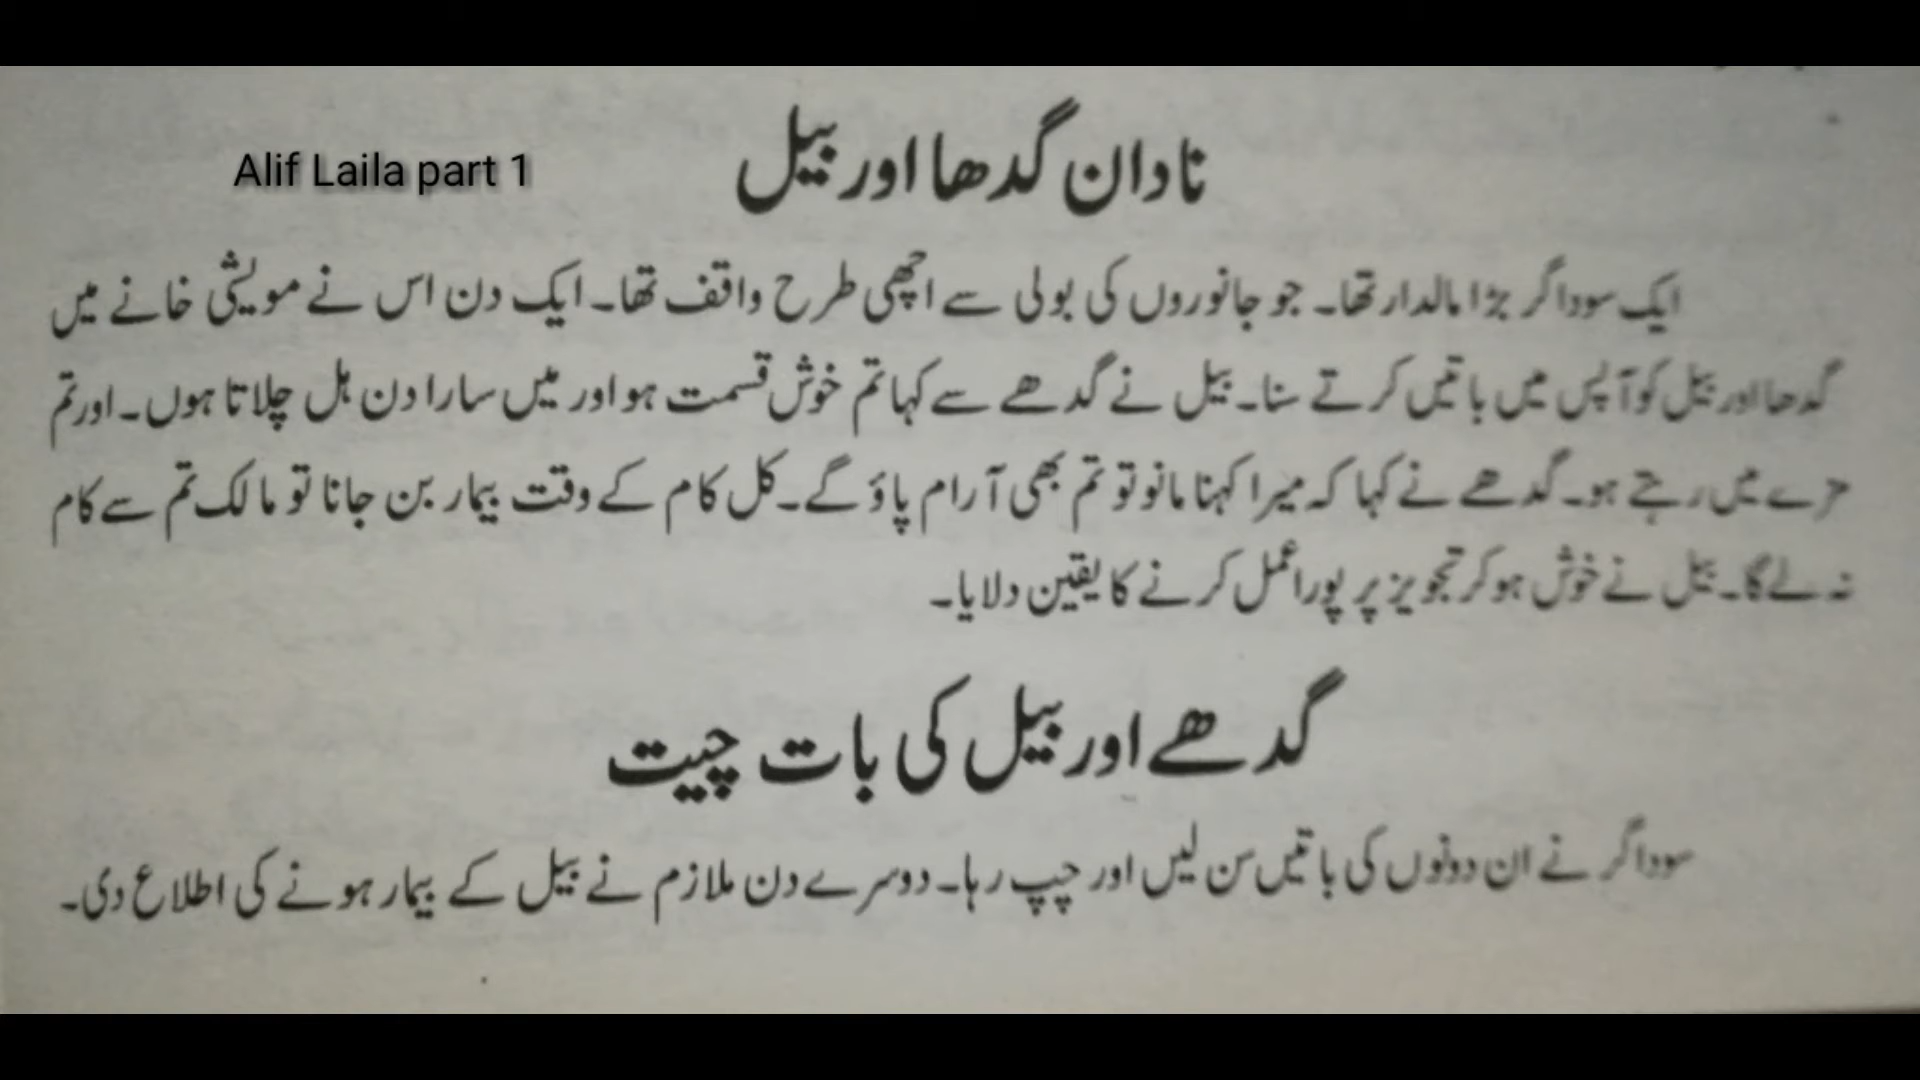 Alif Laila part 1
نادان گدھا اور بیل
ایک سوداگر بڑا مالدار تھا۔ جو جانوروں کی بولی سے اچھی طرح واقف تھا۔ ایک دن اس نے مویشی خانے میں
گدھا اور بیل کو آپس میں باتیں کرتے سنا۔ بیل نے گدھے سے کہا تم خوش قسمت ہو اور میں سارا دن ہل چلاتا ہوں۔ اور تم
مزے میں رہتے ہو۔ گدھے نے کہا کہ میرا کہنا مانو تو تم بھی آرام پاؤ گے۔ کل کام کے وقت بیمار بن جانا تو مالک تم سے کام
نہ لے گا۔ بیل نے خوش ہو کر تجویز پر پورا عمل کرنے کا یقین دلایا۔
گدھے اور بیل کی بات چیت
سوداگر نے ان دونوں کی باتیں سن لیں اور چپ رہا۔ دوسرے دن ملازم نے بیل کے بیمار ہونے کی اطلاع دی۔